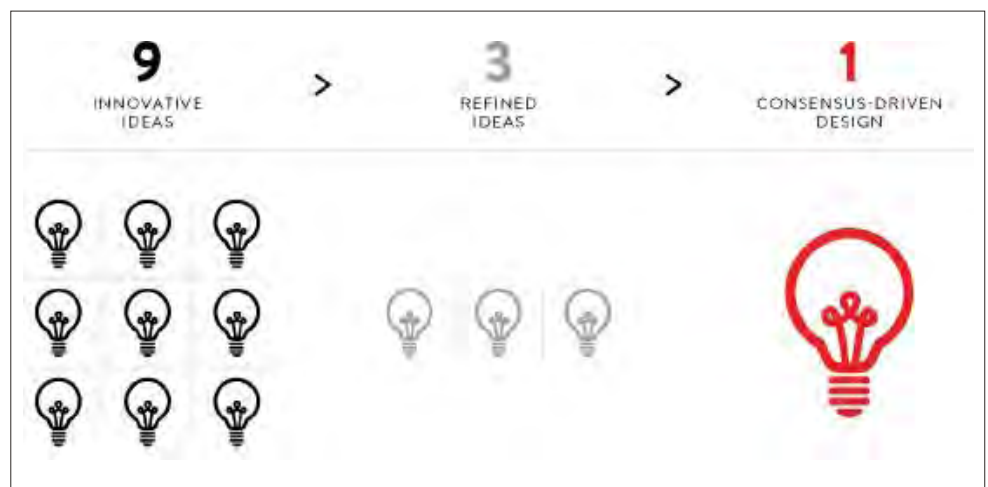 9
INNOVATIVE
IDEAS
>
3
REFINED
IDEAS
>
1
CONSENSUS-DRIVEN
DESIGN